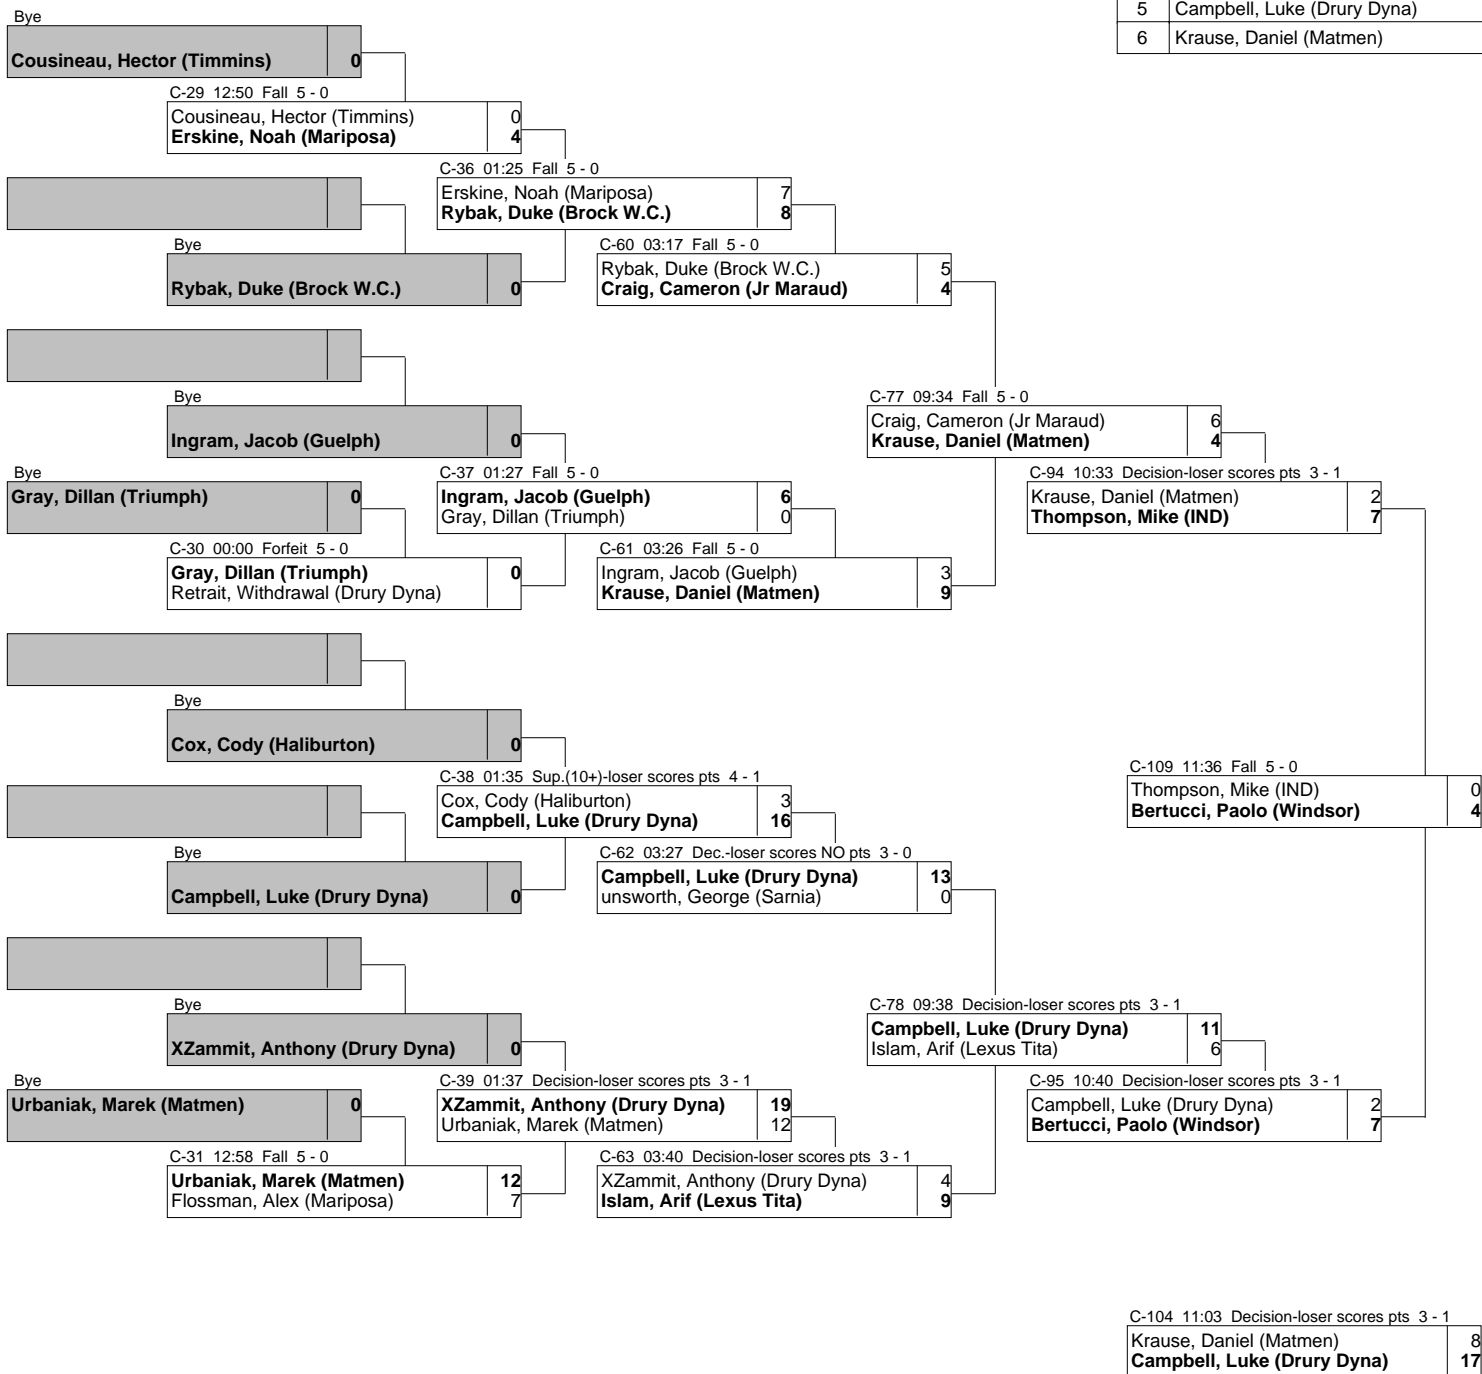 5 Campbell, Luke (Drury Dyna)
6 Krause, Daniel (Matmen)
Bye
Cousineau, Hector (Timmins) 0
C-29 12:50 Fall 5 - 0
Cousineau, Hector (Timmins) 0
Erskine, Noah (Mariposa) 4
C-36 01:25 Fall 5 - 0
Erskine, Noah (Mariposa) 7
Rybak, Duke (Brock W.C.) 8
Bye
Rybak, Duke (Brock W.C.) 0
C-60 03:17 Fall 5 - 0
Rybak, Duke (Brock W.C.) 5
Craig, Cameron (Jr Maraud) 4
Bye
Ingram, Jacob (Guelph) 0
C-77 09:34 Fall 5 - 0
Craig, Cameron (Jr Maraud) 6
Krause, Daniel (Matmen) 4
Bye
Gray, Dillan (Triumph) 0
C-37 01:27 Fall 5 - 0
Ingram, Jacob (Guelph) 6
Gray, Dillan (Triumph) 0
C-94 10:33 Decision-loser scores pts 3 - 1
Krause, Daniel (Matmen) 2
Thompson, Mike (IND) 7
C-30 00:00 Forfeit 5 - 0
Gray, Dillan (Triumph) 0
Retrait, Withdrawal (Drury Dyna)
C-61 03:26 Fall 5 - 0
Ingram, Jacob (Guelph) 3
Krause, Daniel (Matmen) 9
Bye
Cox, Cody (Haliburton) 0
C-38 01:35 Sup.(10+)-loser scores pts 4 - 1
Cox, Cody (Haliburton) 3
Campbell, Luke (Drury Dyna) 16
C-109 11:36 Fall 5 - 0
Thompson, Mike (IND) 0
Bertucci, Paolo (Windsor) 4
Bye
Campbell, Luke (Drury Dyna) 0
C-62 03:27 Dec.-loser scores NO pts 3 - 0
Campbell, Luke (Drury Dyna) 13
unsworth, George (Sarnia) 0
Bye
XZammit, Anthony (Drury Dyna) 0
C-78 09:38 Decision-loser scores pts 3 - 1
Campbell, Luke (Drury Dyna) 11
Islam, Arif (Lexus Tita) 6
Bye
Urbaniak, Marek (Matmen) 0
C-39 01:37 Decision-loser scores pts 3 - 1
XZammit, Anthony (Drury Dyna) 19
Urbaniak, Marek (Matmen) 12
C-95 10:40 Decision-loser scores pts 3 - 1
Campbell, Luke (Drury Dyna) 2
Bertucci, Paolo (Windsor) 7
C-31 12:58 Fall 5 - 0
Urbaniak, Marek (Matmen) 12
Flossman, Alex (Mariposa) 7
C-63 03:40 Decision-loser scores pts 3 - 1
XZammit, Anthony (Drury Dyna) 4
Islam, Arif (Lexus Tita) 9
C-104 11:03 Decision-loser scores pts 3 - 1
Krause, Daniel (Matmen) 8
Campbell, Luke (Drury Dyna) 17